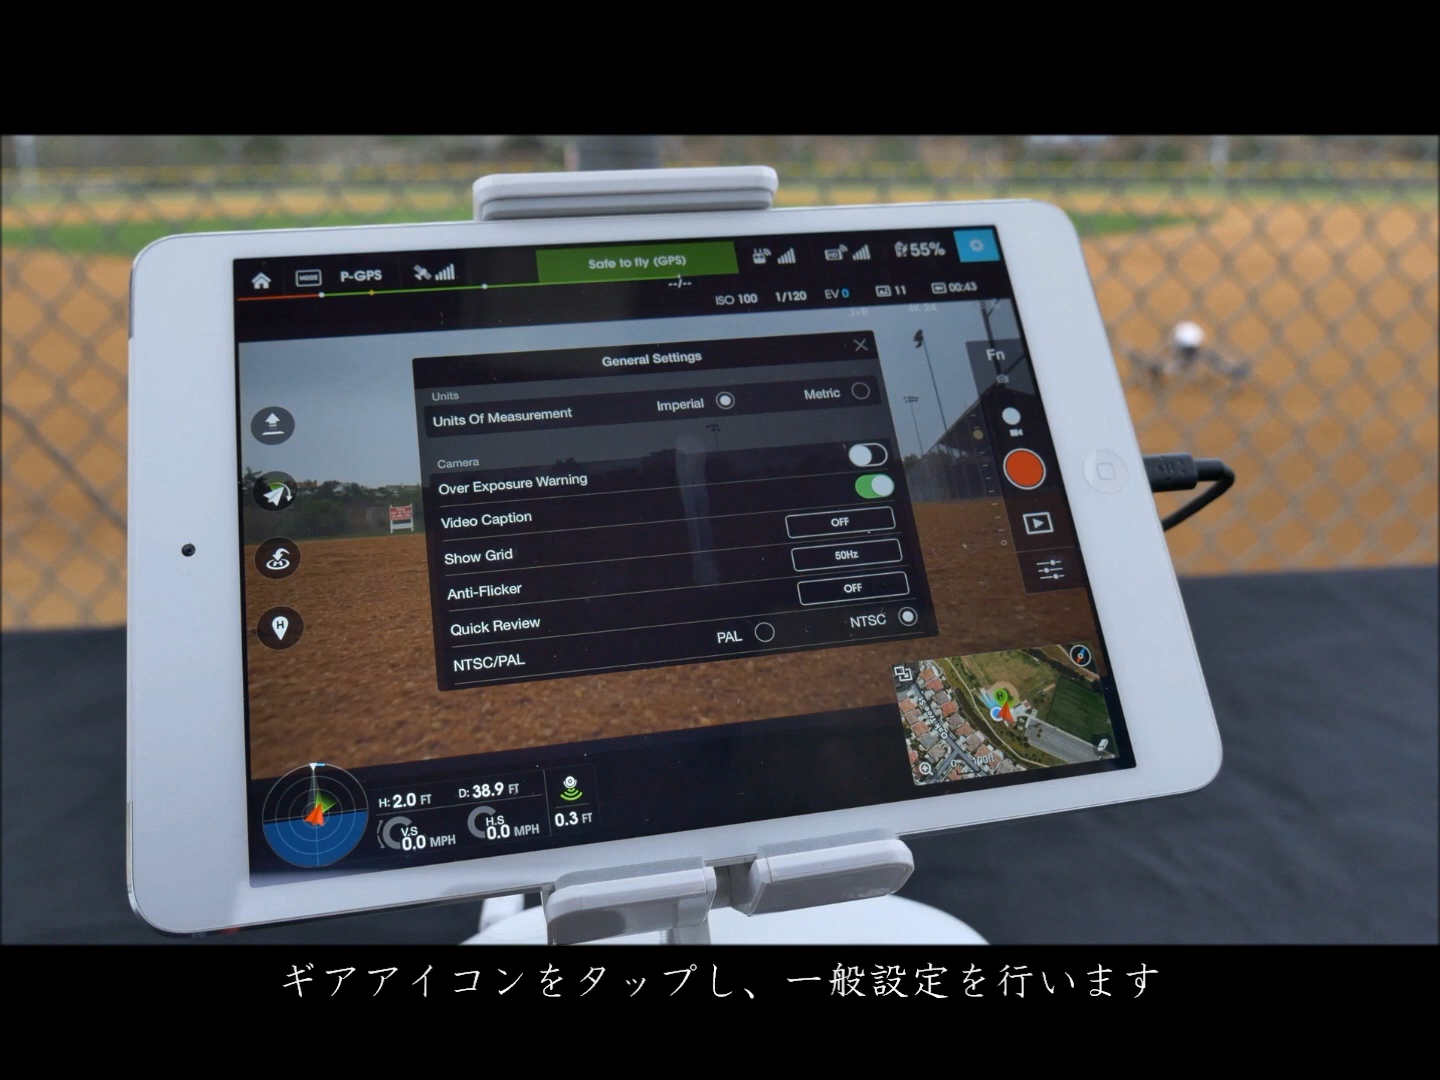 MODE P-GPS Safe to fly (GPS) 55%
--/--
ISO 100 1/120 EV 0 11 00:43
Fn
General Settings
Units
Units Of Measurement Imperial Metric
Camera
Over Exposure Warning
Video Caption
Show Grid OFF
Anti-Flicker 50Hz
Quick Review OFF
NTSC/PAL PAL NTSC
H
H: 2.0 FT D: 38.9 FT
V.S 0.0 MPH H.S 0.0 MPH 0.3 FT
H
ギアアイコンをタップし、一般設定を行います